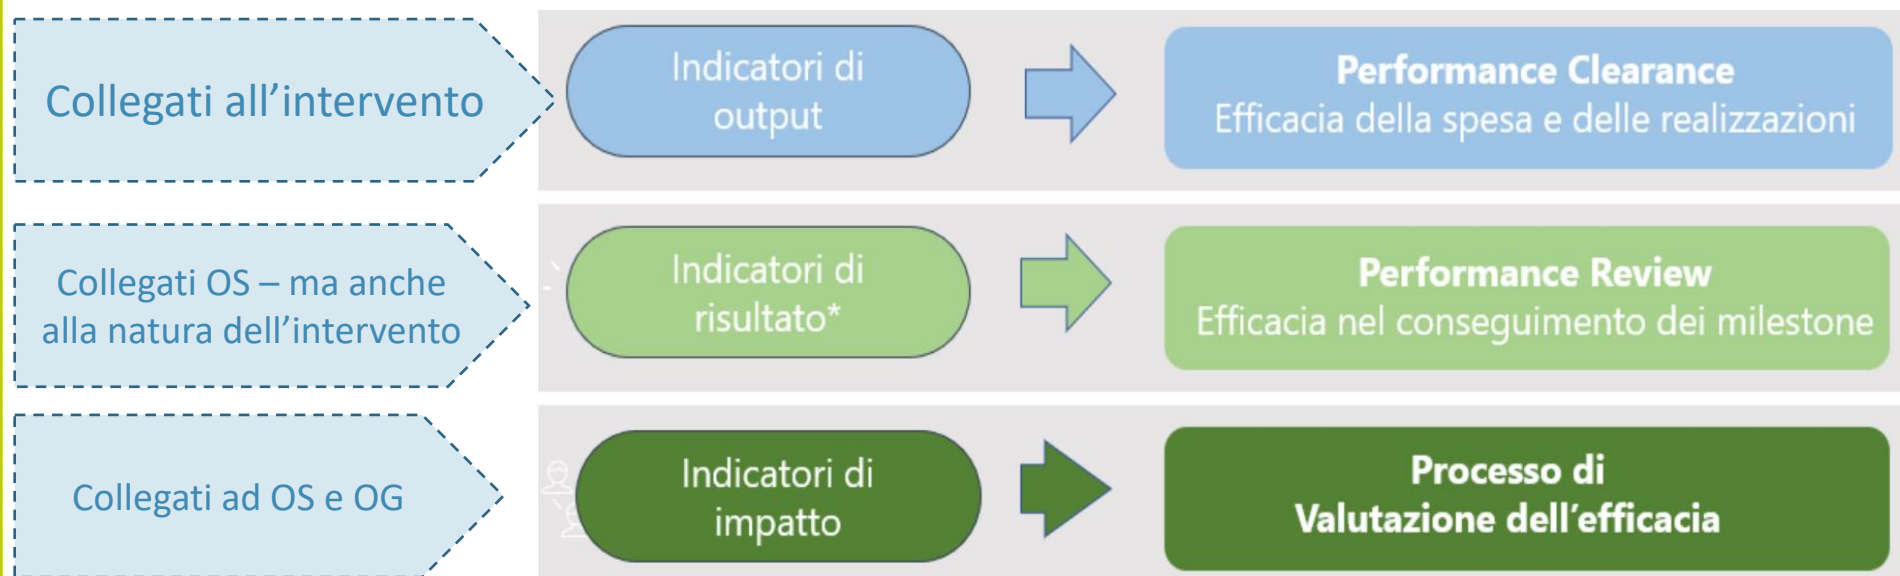 Collegati all’intervento
Indicatori di
output
Performance Clearance
Efficacia della spesa e delle realizzazioni
Collegati OS – ma anche
alla natura dell’intervento
Indicatori di
risultato*
Performance Review
Efficacia nel conseguimento dei milestone
Collegati ad OS e OG
Indicatori di
impatto
Processo di
Valutazione dell’efficacia